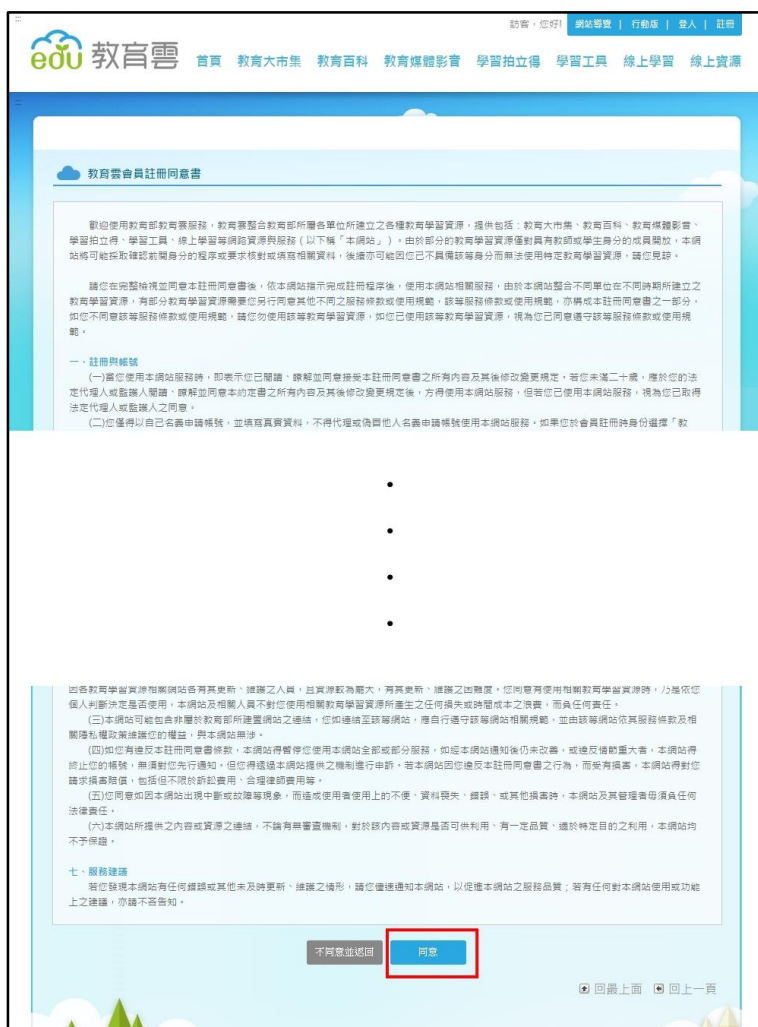 :::
訪客，您好! 網站導覽 | 行動版 | 登入 | 註冊
edu 教育雲 首頁 教育大市集 教育百科 教育媒體影音 學習拍立得 學習工具 線上學習 線上資源
:::
教育雲會員註冊同意書
歡迎使用教育部教育雲服務，教育雲整合教育部所屬各單位所建立之各種教育學習資源，提供包括：教育大市集、教育百科、教育媒體影音、
學習拍立得、學習工具、線上學習等網路資源與服務（以下稱「本網站」）。由於部分的教育學習資源僅對具有教師或學生身分的成員開放，本網
站將可能採取確認前開身分的程序或要求核對或填寫相關資料，後續亦可能因您已不具備該等身分而無法使用特定教育學習資源，請您見諒。
請您在完整檢視並同意本註冊同意書後，依本網站指示完成註冊程序後，使用本網站相關服務，由於本網站整合不同單位在不同時期所建立之
教育學習資源，有部分教育學習資源需要您另行同意其他不同之服務條款或使用規範，該等服務條款或使用規範，亦構成本註冊同意書之一部分，
如您不同意該等服務條款或使用規範，請您勿使用該等教育學習資源，如您已使用該等教育學習資源，視為您已同意遵守該等服務條款或使用規
範。
一、註冊與帳號
(一)當您使用本網站服務時，即表示您已閱讀、瞭解並同意接受本註冊同意書之所有內容及其後修改變更規定，若您未滿二十歲，應於您的法
定代理人或監護人閱讀、瞭解並同意本約定書之所有內容及其後修改變更規定後，方得使用本網站服務，但若您已使用本網站服務，視為您已取得
法定代理人或監護人之同意。
(二)您僅得以自己名義申請帳號，並填寫真實資料，不得代理或偽冒他人名義申請帳號使用本網站服務。如果您於會員註冊時身份選擇「教
因各教育學習資源相關網站各有其更新、維護之人員，且資源較為龐大，有其更新、維護之困難度。您同意有使用相關教育學習資源時，乃是依您
個人判斷決定是否使用，本網站及相關人員不對您使用相關教育學習資源所產生之任何損失或時間成本之浪費，而負任何責任。
(三)本網站可能包含非屬於教育部所建置網站之連結，您如連結至該等網站，應自行遵守該等網站相關規範，並由該等網站依其服務條款及相
關隱私權政策維護您的權益，與本網站無涉。
(四)如您有違反本註冊同意書條款，本網站得暫停您使用本網站全部或部分服務，如經本網站通知後仍未改善，或違反情節重大者，本網站得
終止您的帳號，無須對您先行通知。但您得透過本網站提供之機制進行申訴。若本網站因您違反本註冊同意書之行為，而受有損害，本網站得對您
請求損害賠償，包括但不限於訴訟費用、合理律師費用等。
(五)您同意如因本網站出現中斷或故障等現象，而造成使用者使用上的不便、資料喪失、錯誤、或其他損害時，本網站及其管理者毋須負任何
法律責任。
(六)本網站所提供之內容或資源之連結，不論有無審查機制，對於該內容或資源是否可供利用、有一定品質、適於特定目的之利用，本網站均
不予保證。
七、服務建議
若您發現本網站有任何錯誤或其他未及時更新、維護之情形，請您儘速通知本網站，以促進本網站之服務品質；若有任何對本網站使用或功能
上之建議，亦請不吝告知。
不同意並返回 同意
回最上面 回上一頁